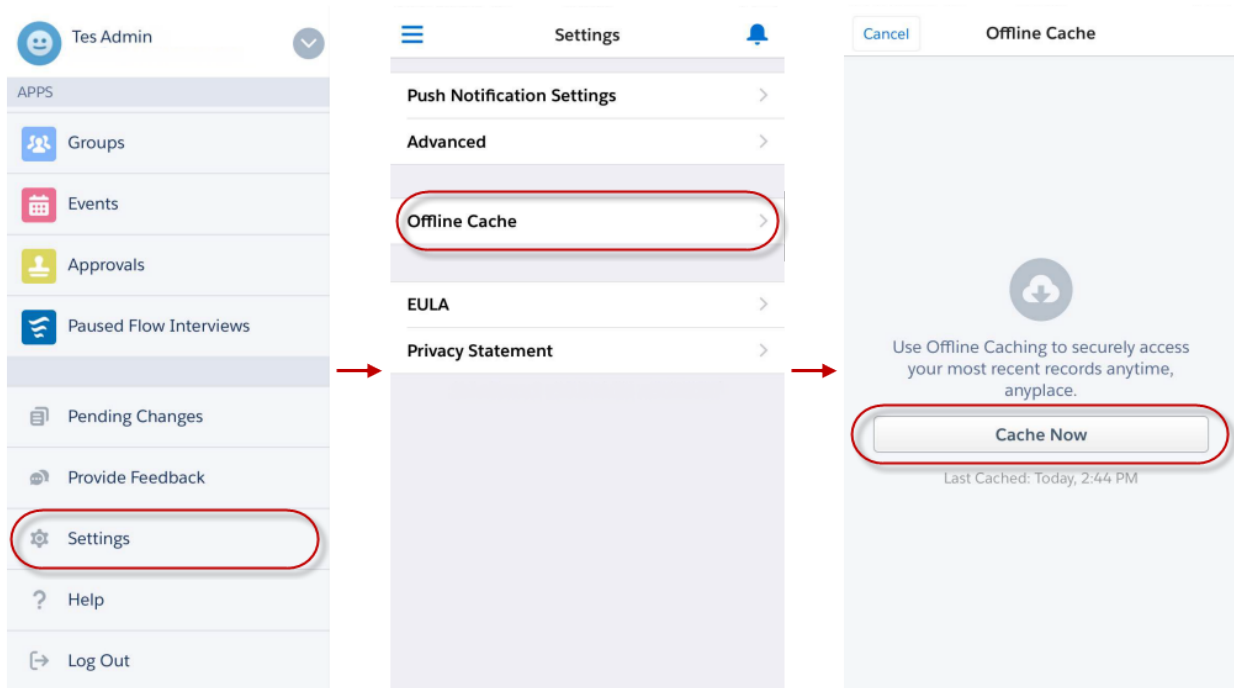 Tes Admin
APPS
Groups
Events
Approvals
Paused Flow Interviews
Pending Changes
Provide Feedback
Settings
Help
Log Out
Settings
Push Notification Settings
Advanced
Offline Cache
EULA
Privacy Statement
Cancel
Offline Cache
Use Offline Caching to securely access
your most recent records anytime,
anyplace.
Cache Now
Last Cached: Today, 2:44 PM